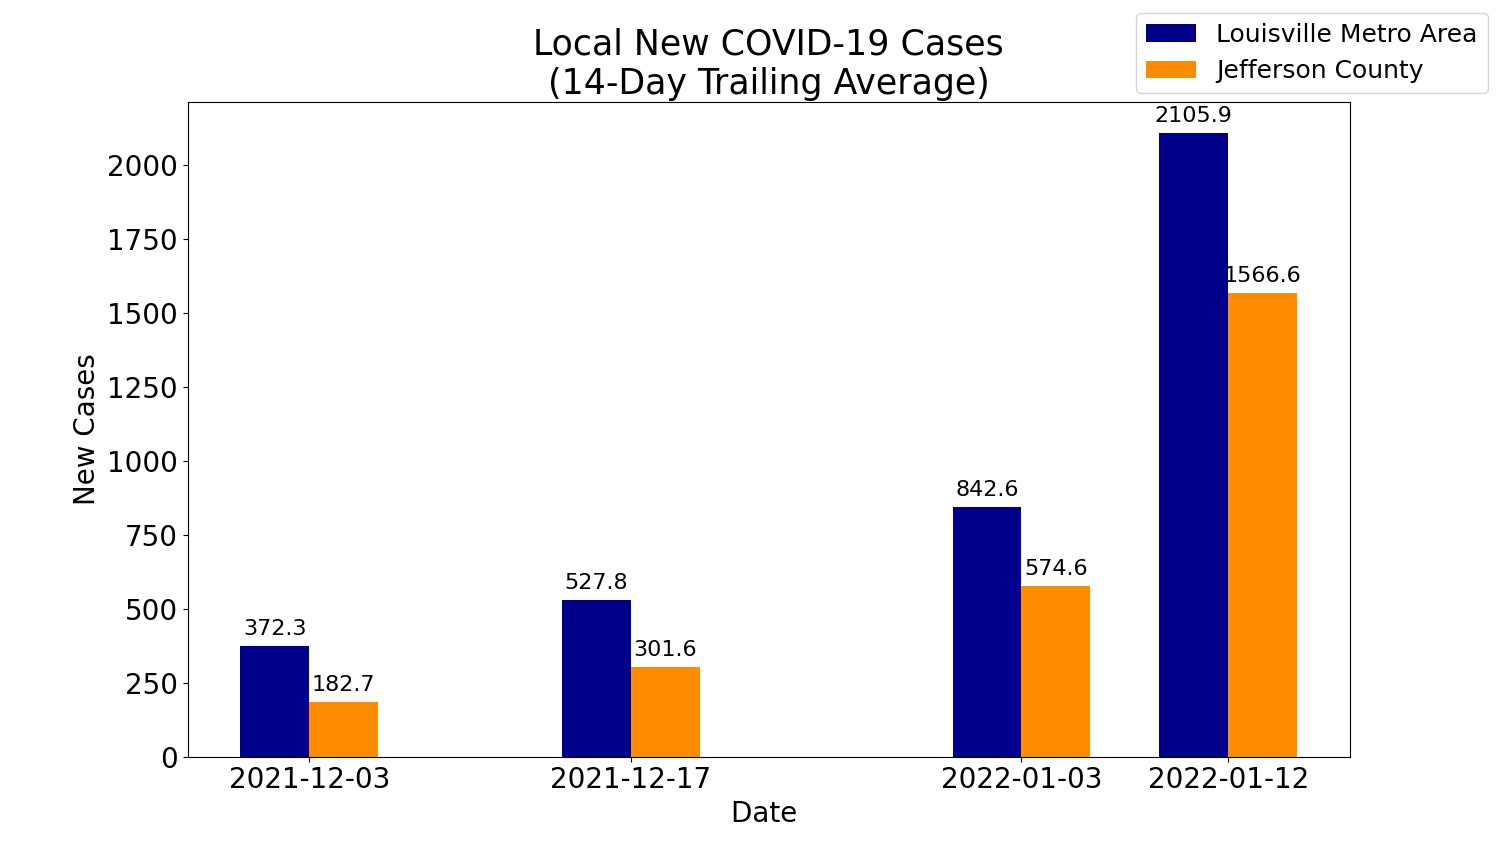 Local New COVID-19 Cases
(14-Day Trailing Average)
Louisville Metro Area
Jefferson County
2105.9
2000
1750
1566.6
1500
1250
1000
842.6
750
574.6
527.8
500
372.3
301.6
250
182.7
0
New Cases
2021-12-03 2021-12-17 2022-01-03 2022-01-12
Date